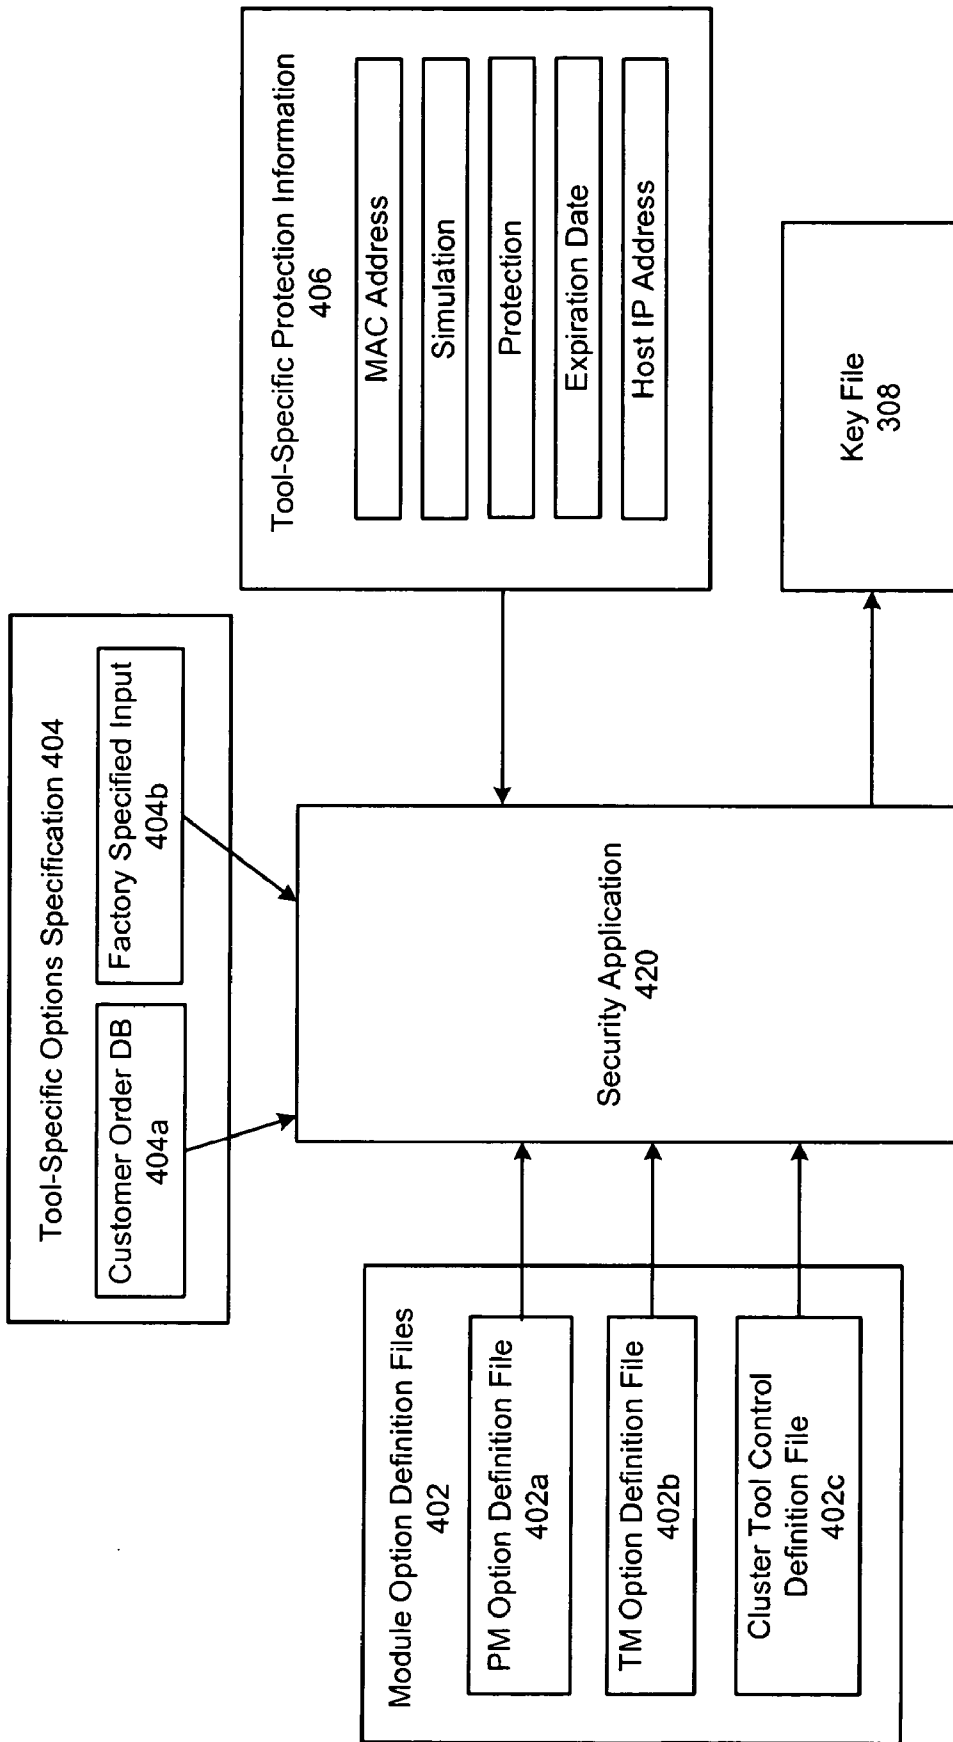 Tool-Specific Options Specification 404
Customer Order DB
404a
Factory Specified Input
404b
Module Option Definition Files
402
PM Option Definition File
402a
TM Option Definition File
402b
Cluster Tool Control
Definition File
402c
Security Application
420
Tool-Specific Protection Information
406
MAC Address
Simulation
Protection
Expiration Date
Host IP Address
Key File
308